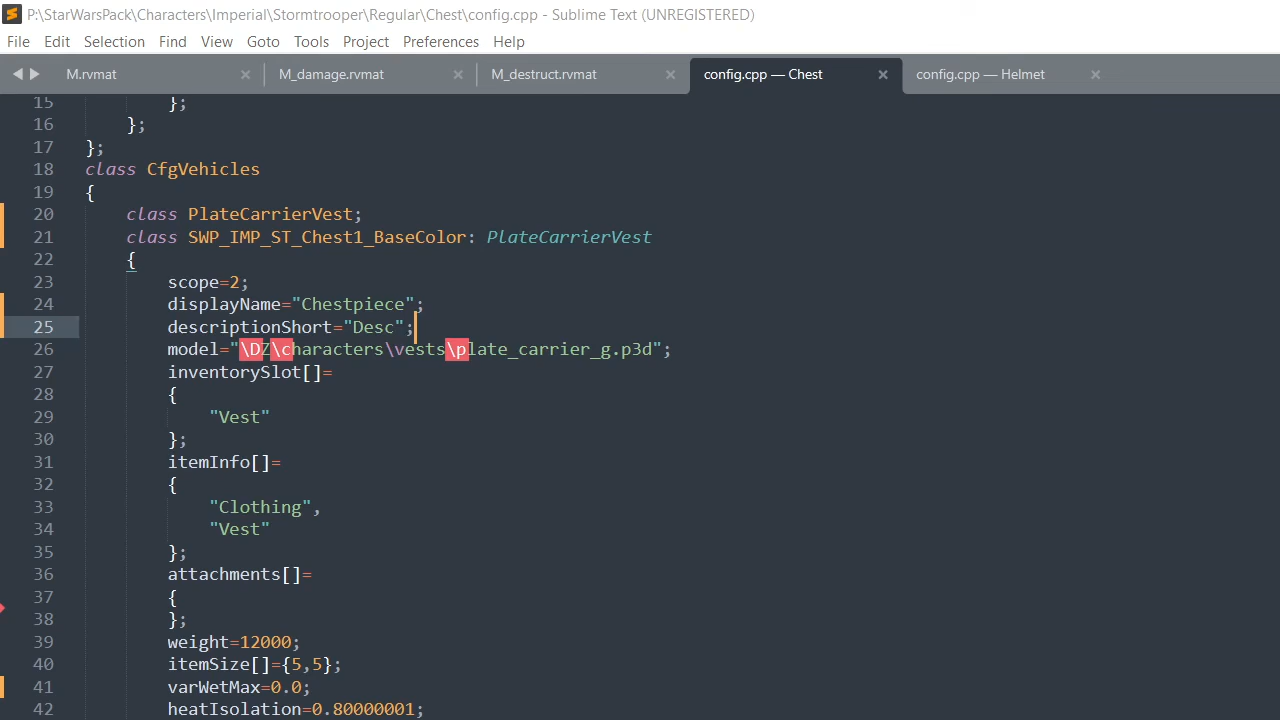 P:\StarWarsPack\Characters\Imperial\Stormtrooper\Regular\Chest\config.cpp - Sublime Text (UNREGISTERED)
File Edit Selection Find View Goto Tools Project Preferences Help
M.rvmat × M_damage.rvmat × M_destruct.rvmat × config.cpp — Chest × config.cpp — Helmet ×
15 };
16 };
17 };
18 class CfgVehicles
19 {
20 class PlateCarrierVest;
21 class SWP_IMP_ST_Chest1_BaseColor: PlateCarrierVest
22 {
23 scope=2;
24 displayName="Chestpiece";
25 descriptionShort="Desc";
26 model="\DZ\characters\vests\plate_carrier_g.p3d";
27 inventorySlot[]=
28 {
29 "Vest"
30 };
31 itemInfo[]=
32 {
33 "Clothing",
34 "Vest"
35 };
36 attachments[]=
37 {
38 };
39 weight=12000;
40 itemSize[]={5,5};
41 varWetMax=0.0;
42 heatIsolation=0.80000001;